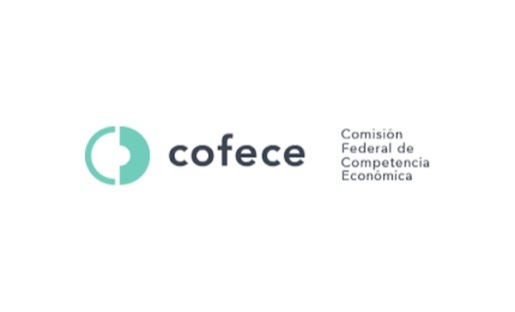 cofece
Comisión
Federal de
Competencia
Económica